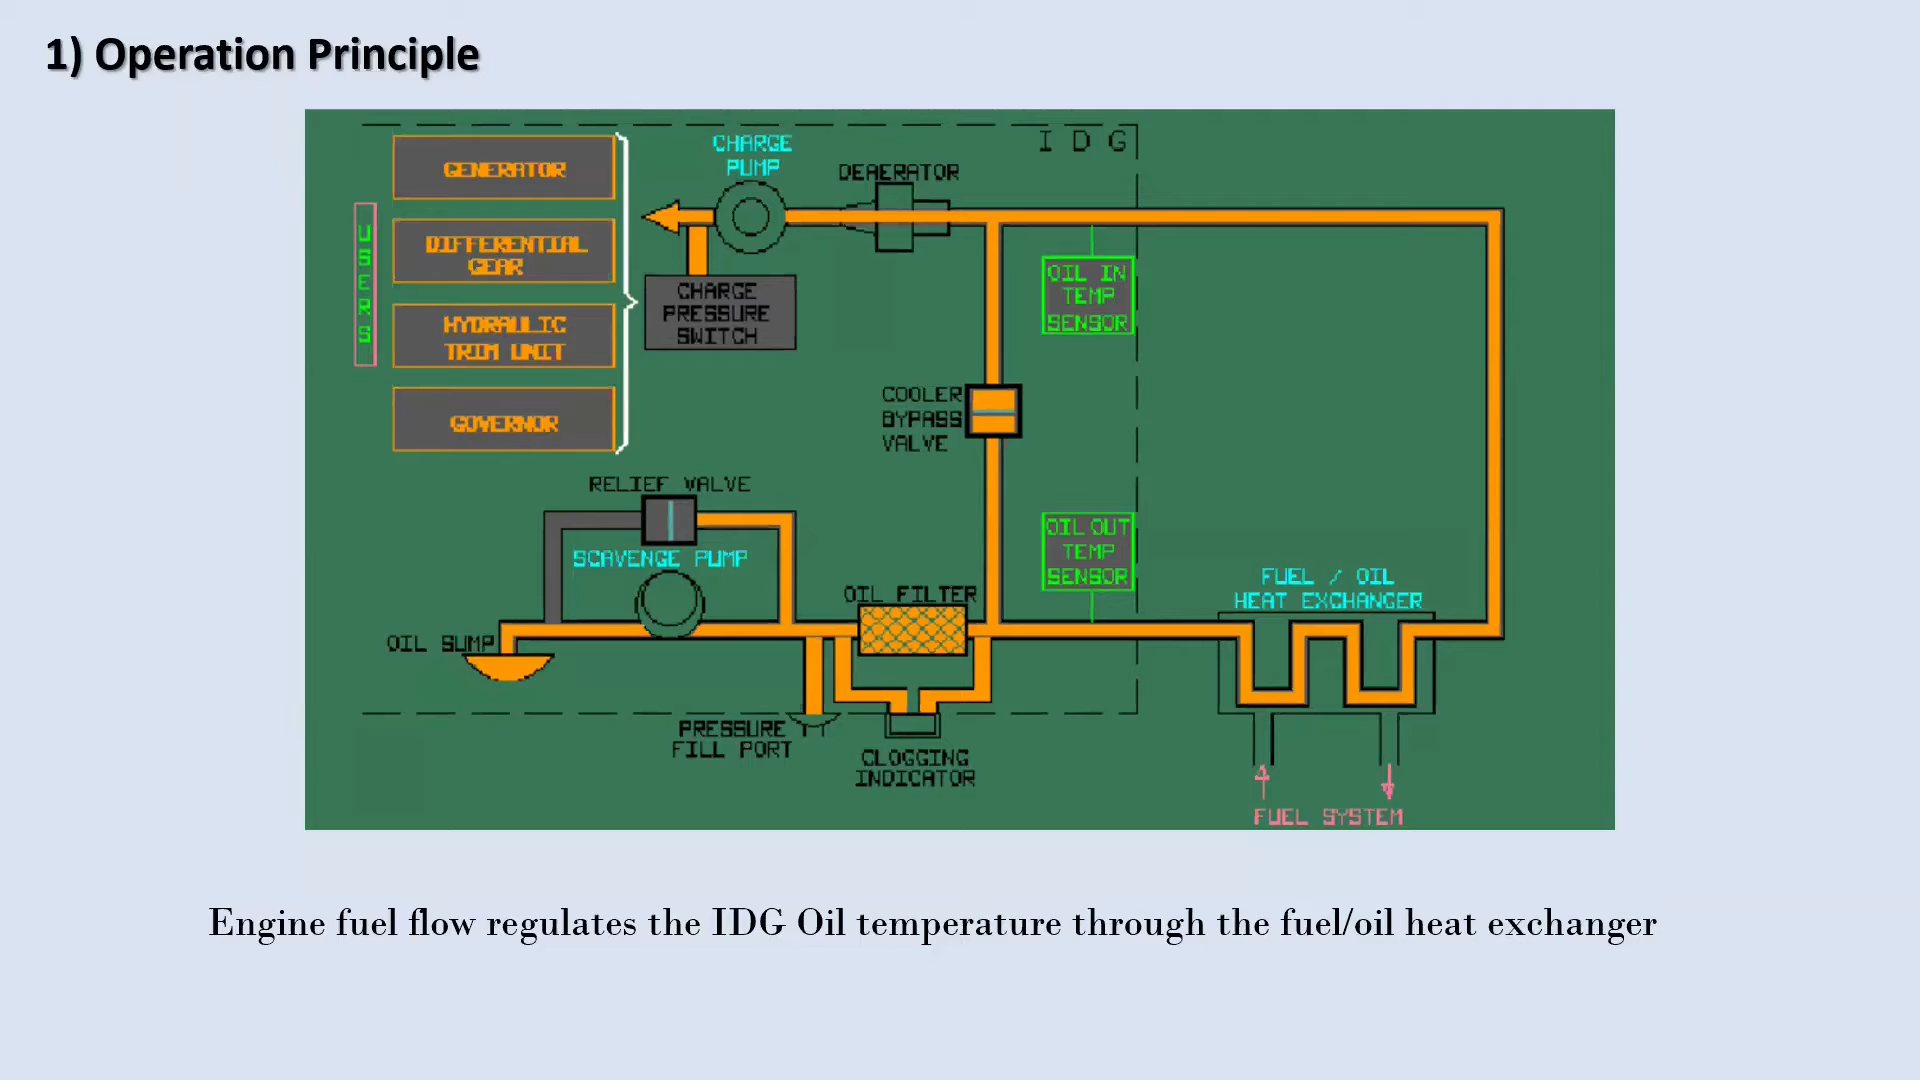 1) Operation Principle
I D G
CHARGE
PUMP
DEAERATOR
GENERATOR
USERS
DIFFERENTIAL
GEAR
HYDRAULIC
TRIM UNIT
GOVERNOR
CHARGE
PRESSURE
SWITCH
OIL IN
TEMP
SENSOR
COOLER
BYPASS
VALVE
RELIEF VALVE
SCAVENGE PUMP
OIL OUT
TEMP
SENSOR
OIL FILTER
FUEL / OIL
HEAT EXCHANGER
OIL SUMP
PRESSURE
FILL PORT
CLOGGING
INDICATOR
FUEL SYSTEM
Engine fuel flow regulates the IDG Oil temperature through the fuel/oil heat exchanger